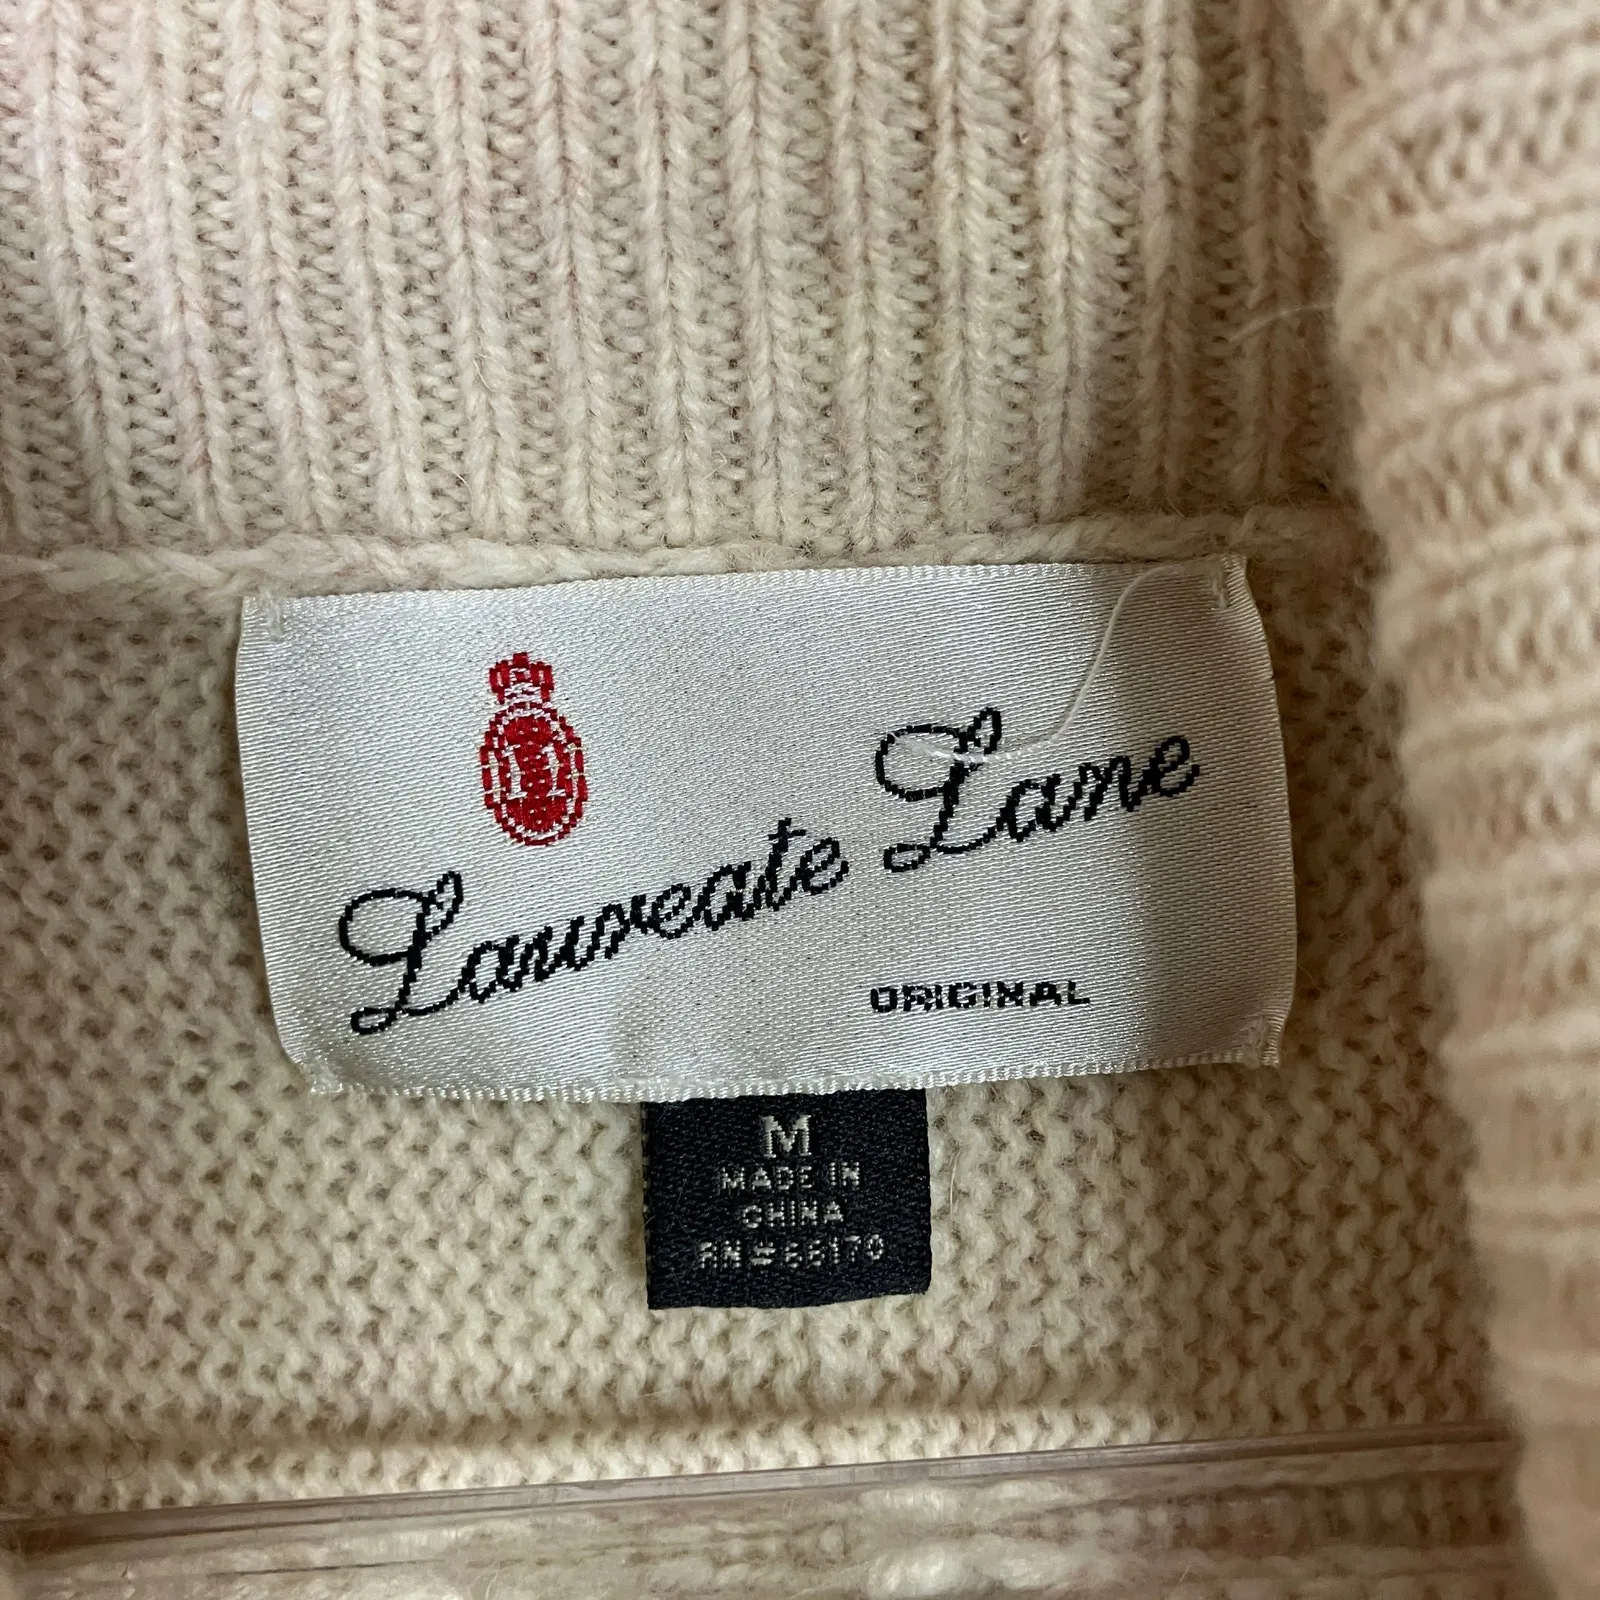 Laureate Lane
ORIGINAL
M
MADE IN
CHINA